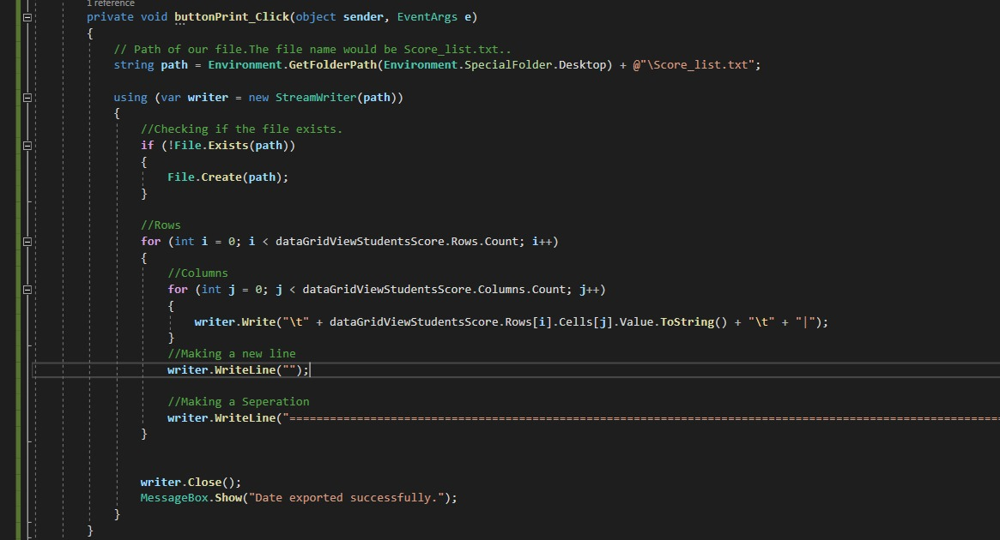 1 reference
private void buttonPrint_Click(object sender, EventArgs e)
{
// Path of our file.The file name would be Score_list.txt..
string path = Environment.GetFolderPath(Environment.SpecialFolder.Desktop) + @"\Score_list.txt";
using (var writer = new StreamWriter(path))
{
//Checking if the file exists.
if (!File.Exists(path))
{
File.Create(path);
}
//Rows
for (int i = 0; i < dataGridViewStudentsScore.Rows.Count; i++)
{
//Columns
for (int j = 0; j < dataGridViewStudentsScore.Columns.Count; j++)
{
writer.Write("\t" + dataGridViewStudentsScore.Rows[i].Cells[j].Value.ToString() + "\t" + "|");
}
//Making a new line
writer.WriteLine("");
//Making a Seperation
writer.WriteLine("=========================================================================================================
}
writer.Close();
MessageBox.Show("Date exported successfully.");
}
}